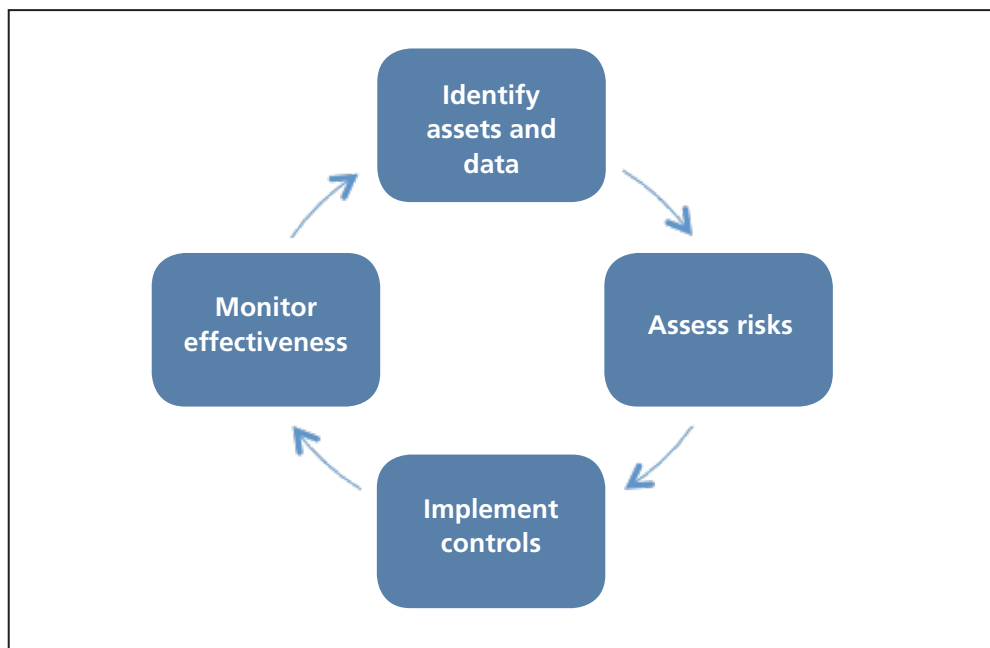 Identify
assets and
data
Assess risks
Implement
controls
Monitor
effectiveness